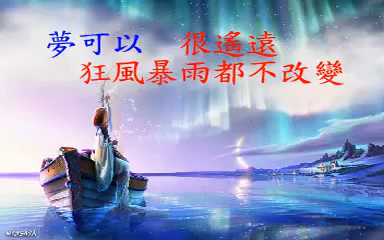 夢可以 很遙遠
狂風暴雨都不改變